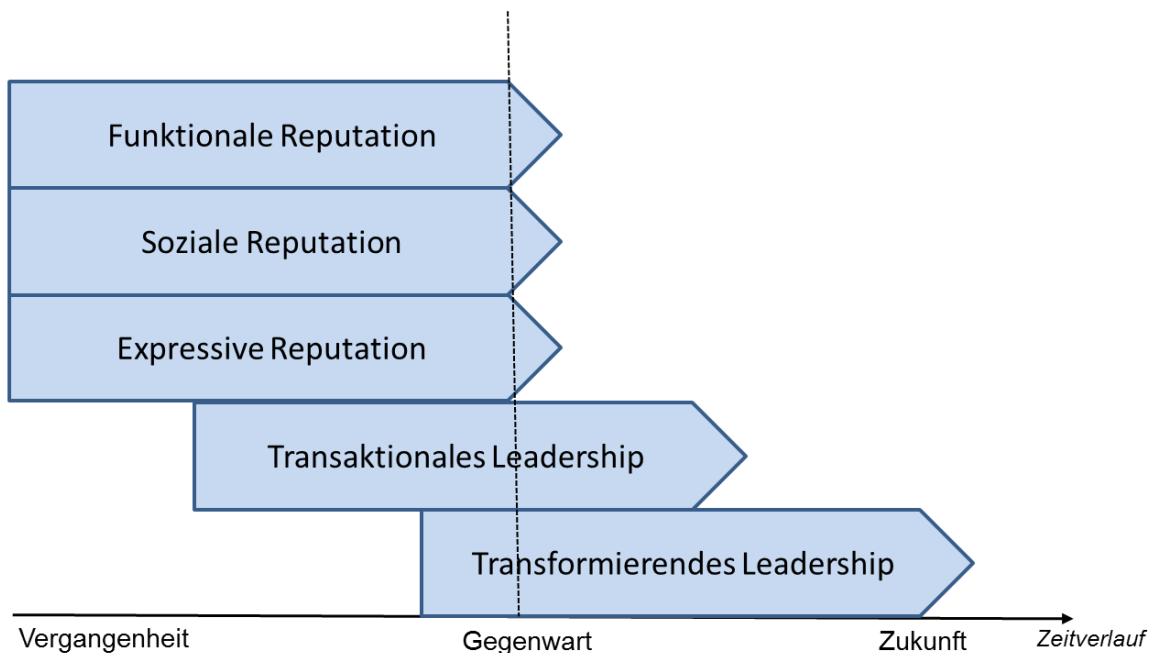 Funktionale Reputation
Soziale Reputation
Expressive Reputation
Transaktionales Leadership
Transformierendes Leadership
Vergangenheit
Gegenwart
Zukunft
Zeitverlauf